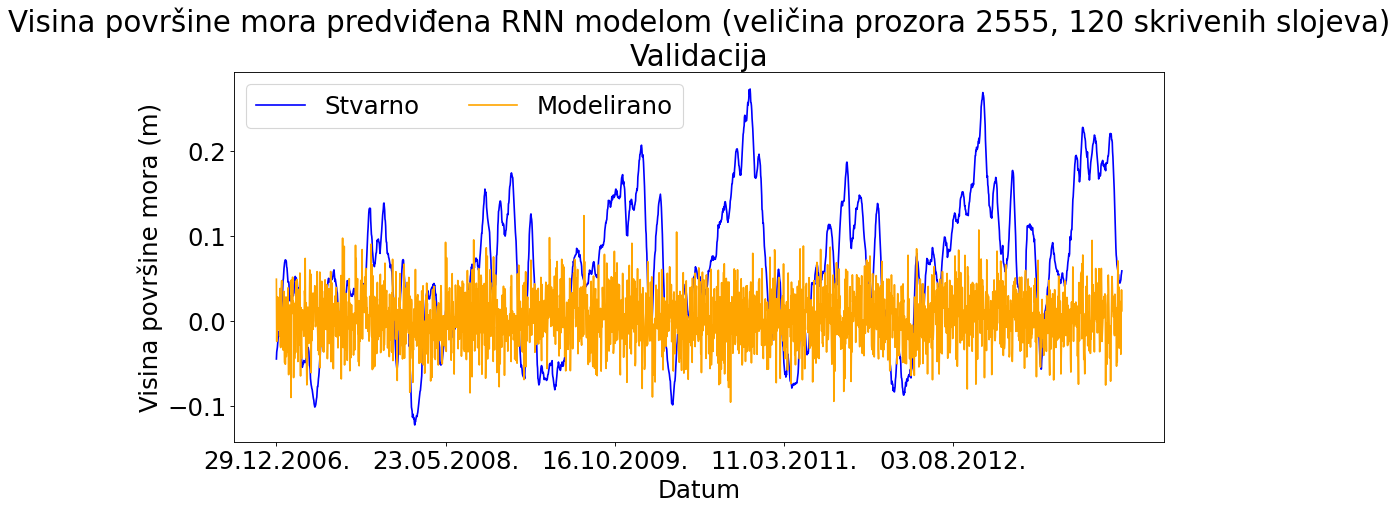 Visina površine mora predviđena RNN modelom (veličina prozora 2555, 120 skrivenih slojeva)
Validacija
Stvarno
Modelirano
Visina površine mora (m)
0.2
0.1
0.0
−0.1
29.12.2006.
23.05.2008.
16.10.2009.
11.03.2011.
03.08.2012.
Datum